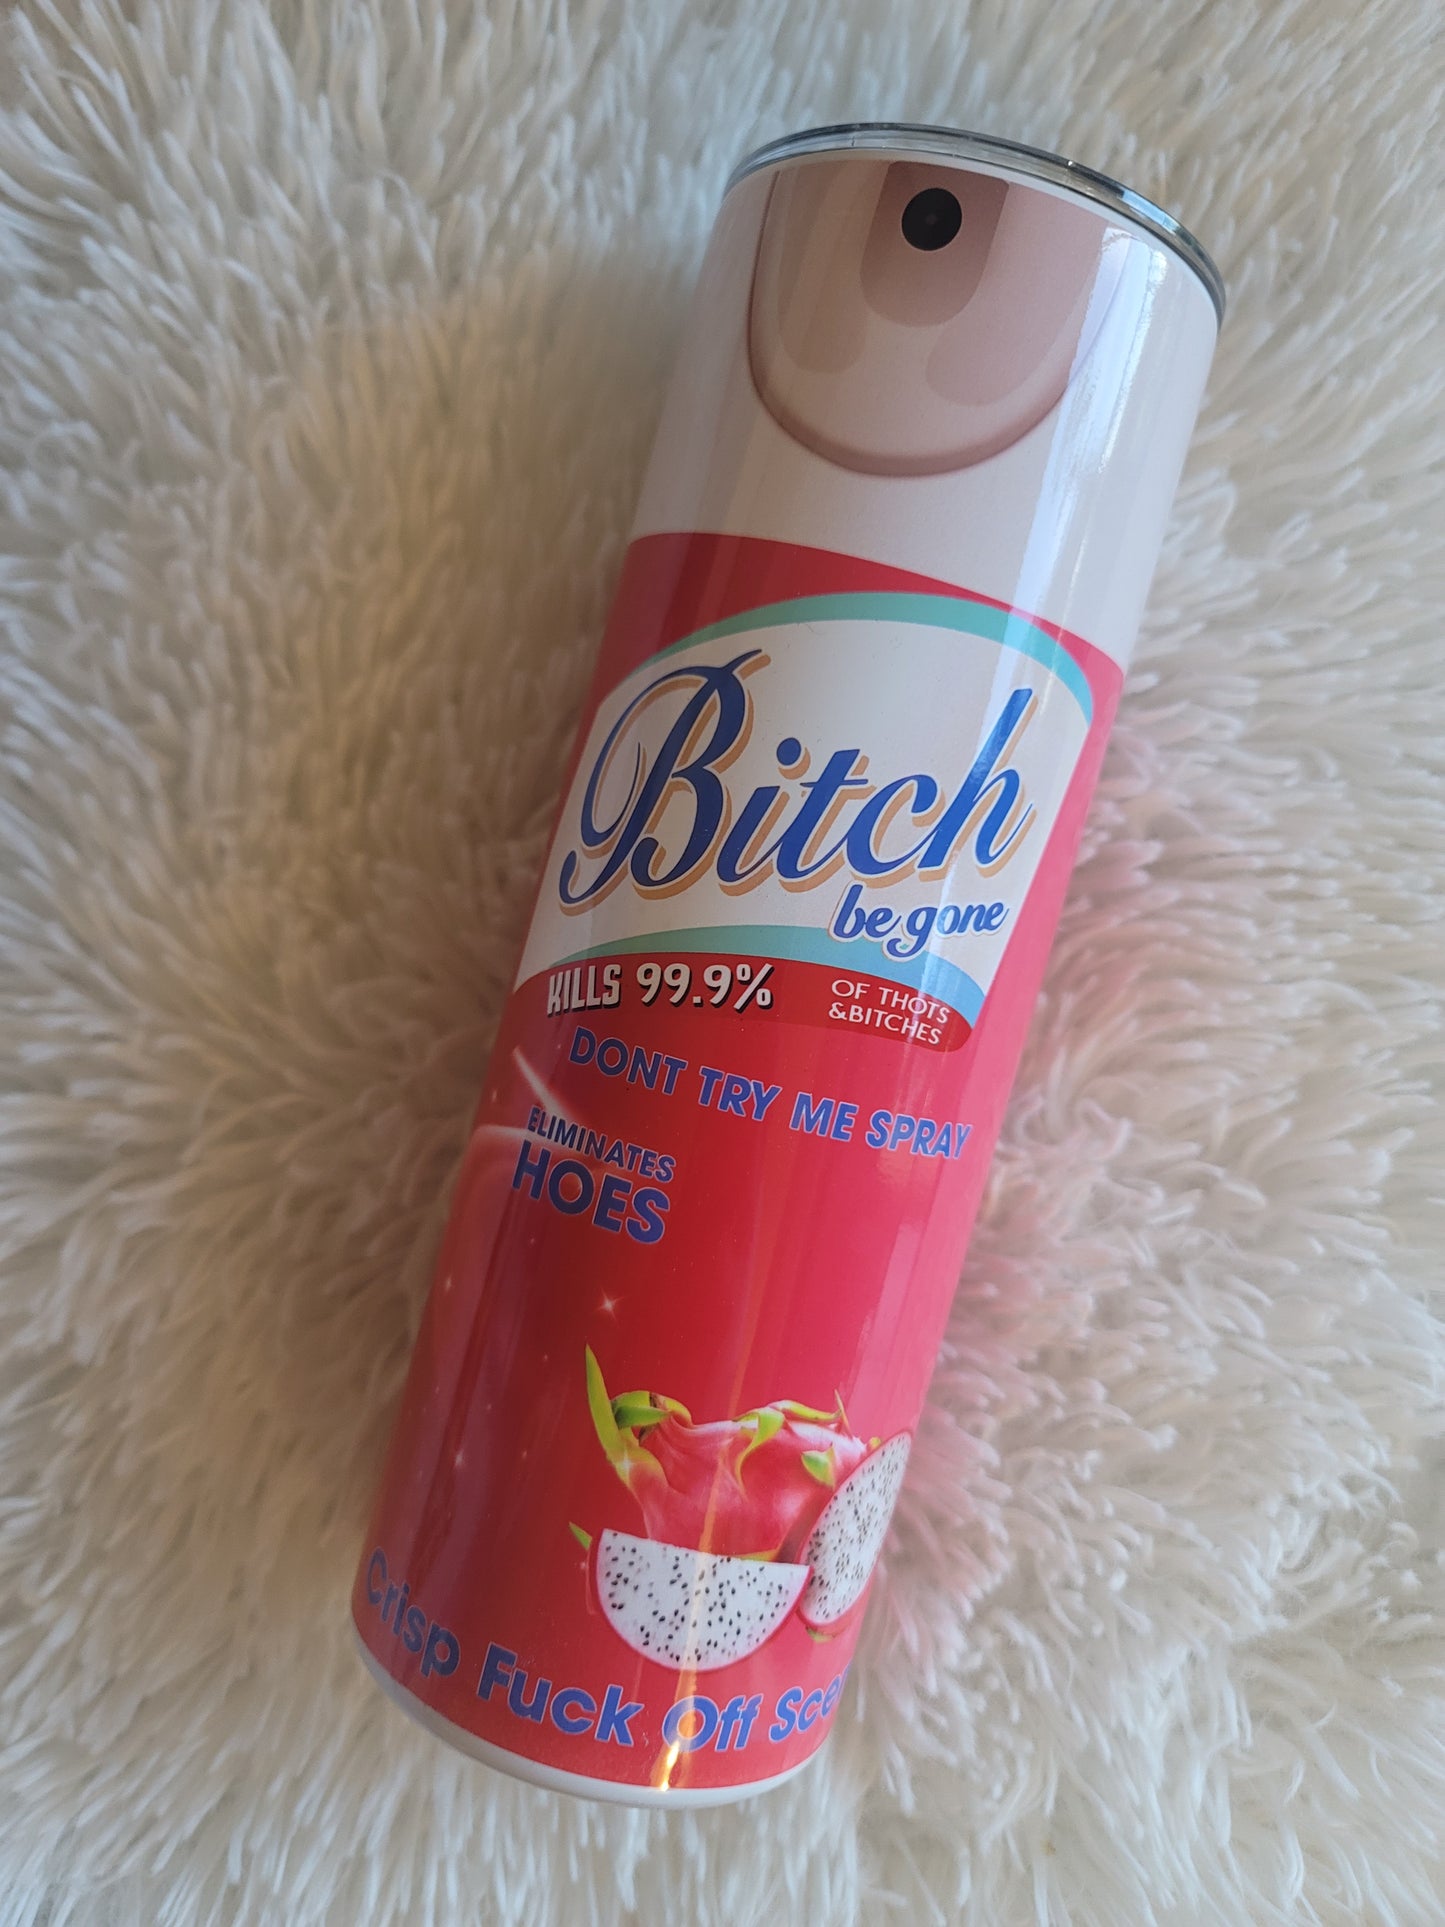 Bitch
be gone
KILLS 99.9%
OF THOTS
&BITCHES
DONT TRY ME SPRAY
ELIMINATES
HOES
Crisp Fuck Off